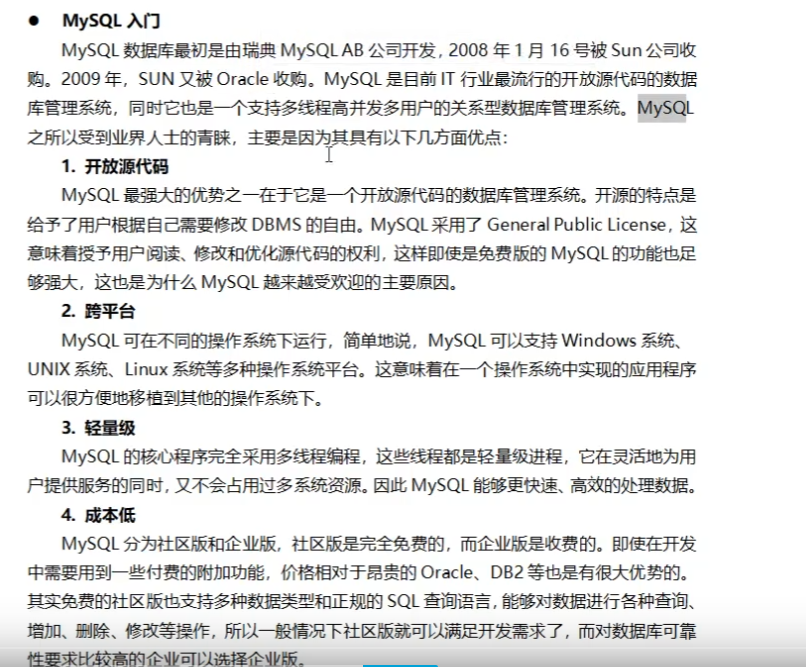 ● MySQL 入门
MySQL 数据库最初是由瑞典 MySQL AB 公司开发，2008 年 1 月 16 号被 Sun 公司收
购。2009 年，SUN 又被 Oracle 收购。MySQL 是目前 IT 行业最流行的开放源代码的数据
库管理系统，同时它也是一个支持多线程高并发多用户的关系型数据库管理系统。MySQL
之所以受到业界人士的青睐，主要是因为其具有以下几方面优点：
1. 开放源代码
MySQL 最强大的优势之一在于它是一个开放源代码的数据库管理系统。开源的特点是
给予了用户根据自己需要修改 DBMS 的自由。MySQL 采用了 General Public License，这
意味着授予用户阅读、修改和优化源代码的权利，这样即使是免费版的 MySQL 的功能也足
够强大，这也是为什么 MySQL 越来越受欢迎的主要原因。
2. 跨平台
MySQL 可在不同的操作系统下运行，简单地说，MySQL 可以支持 Windows 系统、
UNIX 系统、Linux 系统等多种操作系统平台。这意味着在一个操作系统中实现的应用程序
可以很方便地移植到其他的操作系统下。
3. 轻量级
MySQL 的核心程序完全采用多线程编程，这些线程都是轻量级进程，它在灵活地为用
户提供服务的同时，又不会占用过多系统资源。因此 MySQL 能够更快速、高效的处理数据。
4. 成本低
MySQL 分为社区版和企业版，社区版是完全免费的，而企业版是收费的。即使在开发
中需要用到一些付费的附加功能，价格相对于昂贵的 Oracle、DB2 等也是有很大优势的。
其实免费的社区版也支持多种数据类型和正规的 SQL 查询语言，能够对数据进行各种查询、
增加、删除、修改等操作，所以一般情况下社区版就可以满足开发需求了，而对数据库可靠
性要求比较高的企业可以选择企业版。